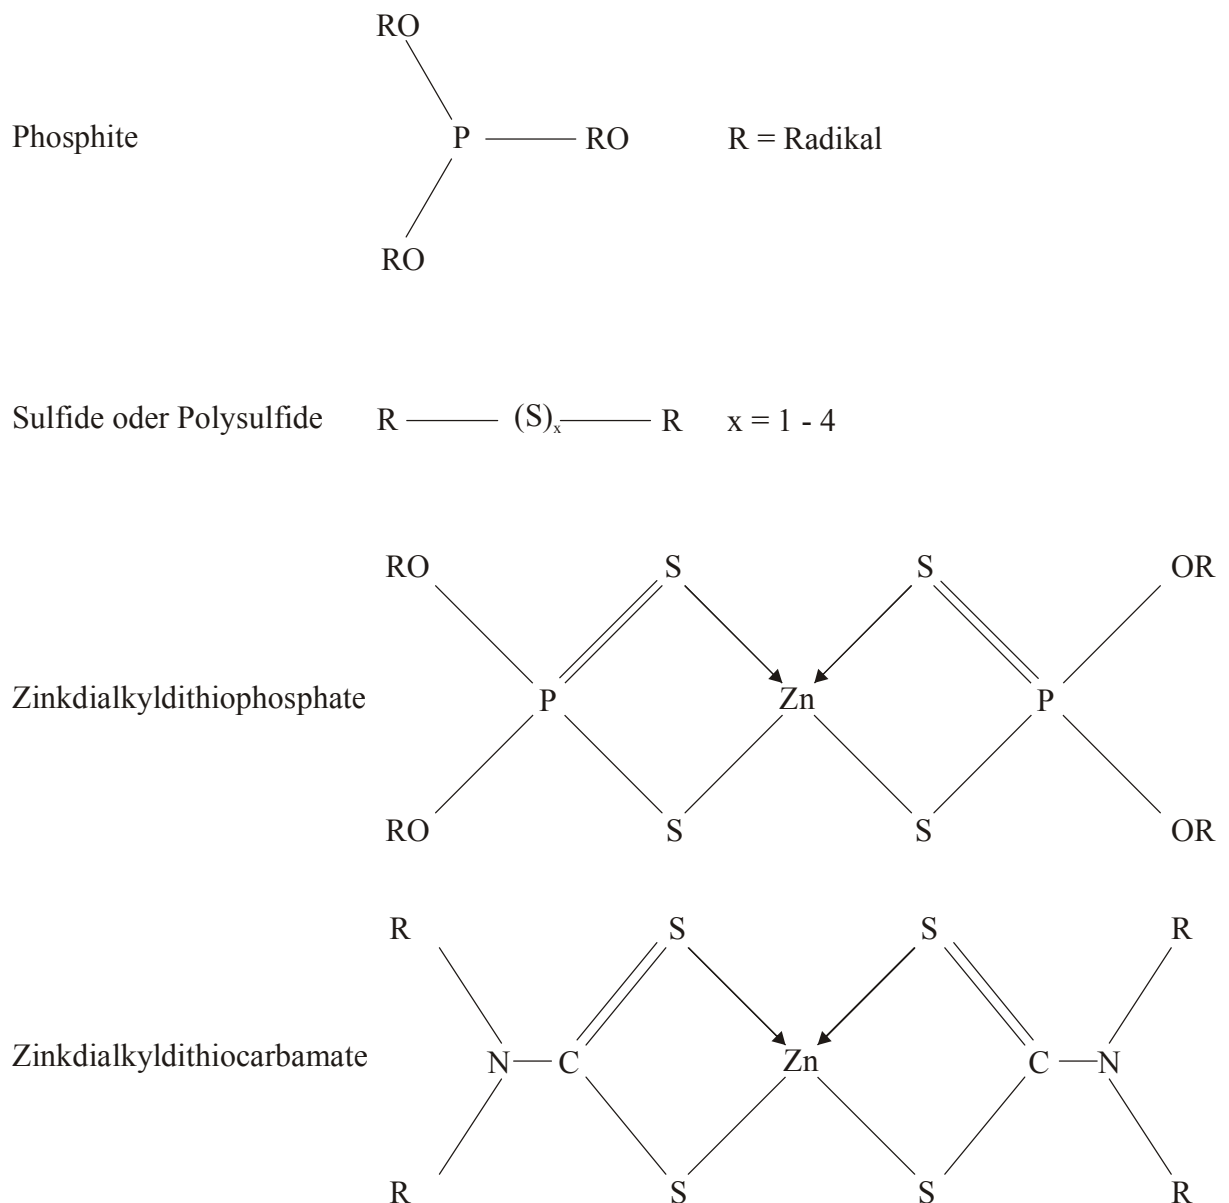 RO
Phosphite P RO R = Radikal
RO
Sulfide oder Polysulfide R (S)x R x = 1 - 4
RO S S OR
Zinkdialkyldithiophosphate P Zn P
RO S S OR
R S S R
Zinkdialkyldithiocarbamate N C Zn C N
R S S R